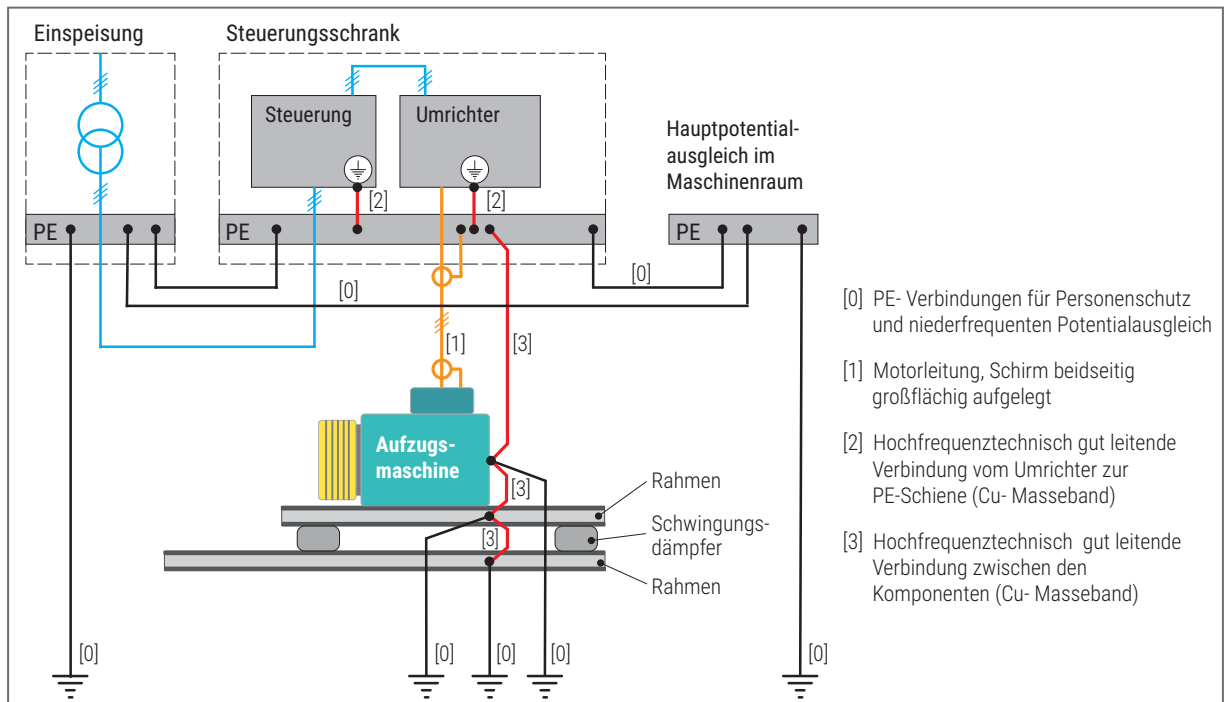 Einspeisung
Steuerungsschrank
Steuerung
Umrichter
Hauptpotential-
ausgleich im
Maschinenraum
[2]
[2]
PE
PE
PE
[0]
[0]
[1]
[3]
Aufzugs-
maschine
[3]
[3]
Rahmen
Schwingungs-
dämpfer
Rahmen
[0]
[0]
[0]
[0]
[0]
[0] PE- Verbindungen für Personenschutz
und niederfrequenten Potentialausgleich
[1] Motorleitung, Schirm beidseitig
großflächig aufgelegt
[2] Hochfrequenztechnisch gut leitende
Verbindung vom Umrichter zur
PE-Schiene (Cu- Masseband)
[3] Hochfrequenztechnisch gut leitende
Verbindung zwischen den
Komponenten (Cu- Masseband)